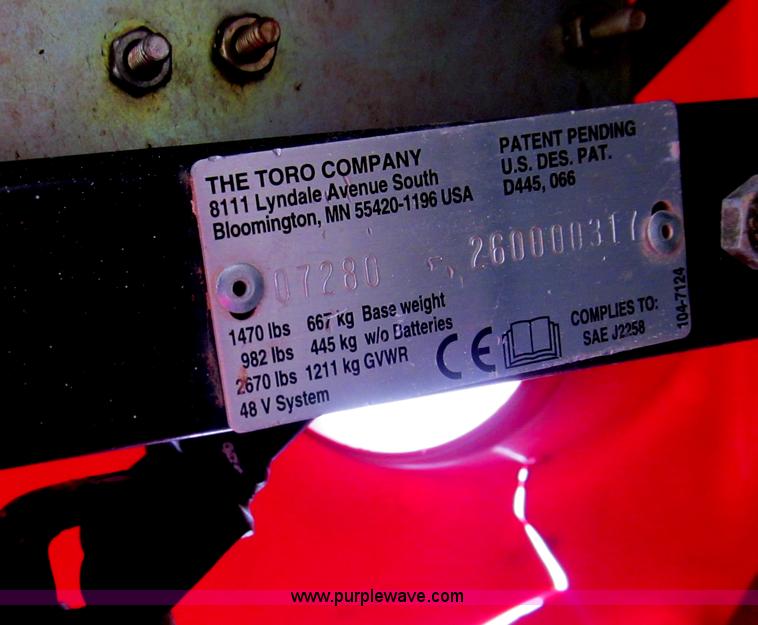 THE TORO COMPANY
8111 Lyndale Avenue South
Bloomington, MN 55420-1196 USA
PATENT PENDING
U.S. DES. PAT.
D445, 066
07280 260000317
1470 lbs 667 kg Base weight
982 lbs 445 kg w/o Batteries
2670 lbs 1211 kg GVWR
48 V System
CE
COMPLIES TO:
SAE J2258
104-7124
www.purplewave.com